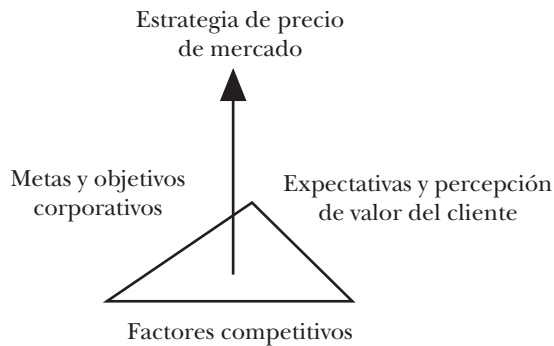 Estrategia de precio
de mercado
Metas y objetivos
corporativos
Expectativas y percepción
de valor del cliente
Factores competitivos